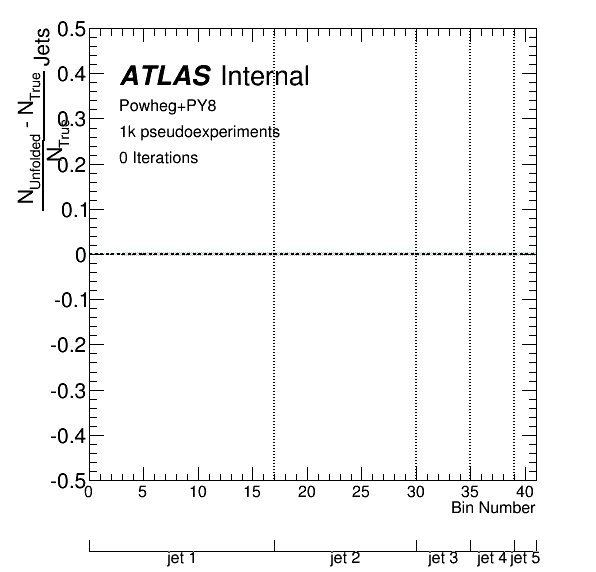 0.5
0.4
0.3
0.2
0.1
0
-0.1
-0.2
-0.3
-0.4
-0.5
N_Unfolded - N_True
N_True
Jets
ATLAS Internal
Powheg+PY8
1k pseudoexperiments
0 Iterations
0 5 10 15 20 25 30 35 40
Bin Number
jet 1 jet 2 jet 3 jet 4 jet 5